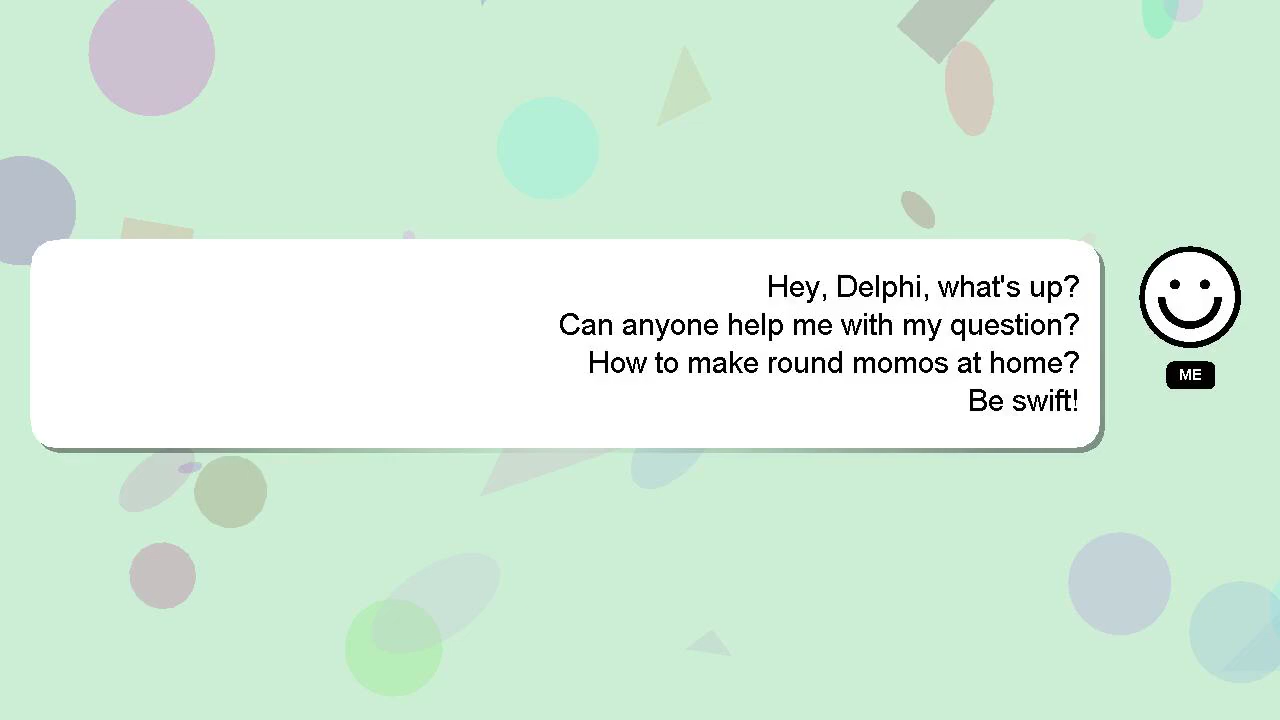 Hey, Delphi, what's up?
Can anyone help me with my question?
How to make round momos at home?
Be swift!
ME